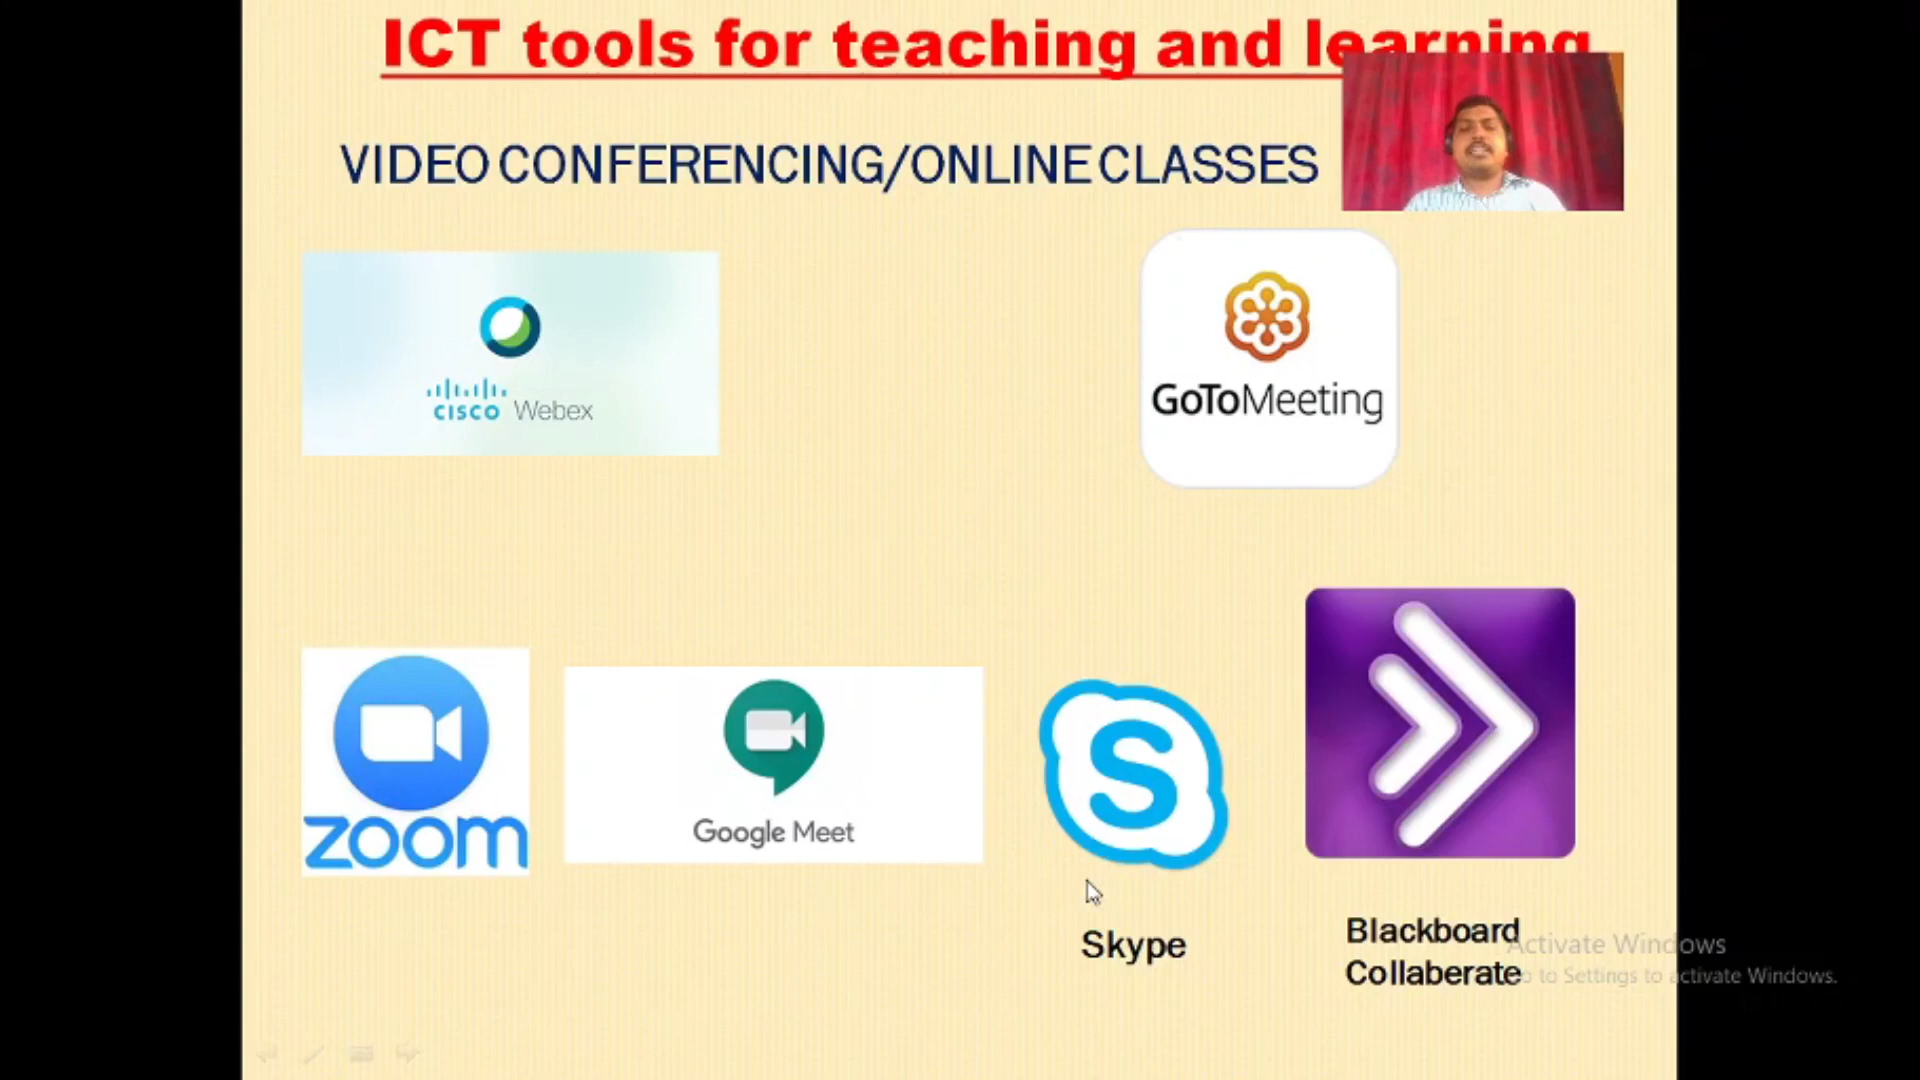 ICT tools for teaching and learning
VIDEO CONFERENCING/ONLINE CLASSES
CISCO Webex
GoToMeeting
zoom
Google Meet
S
Skype
Blackboard
Collaberate
Activate Windows
to Settings to activate Windows.